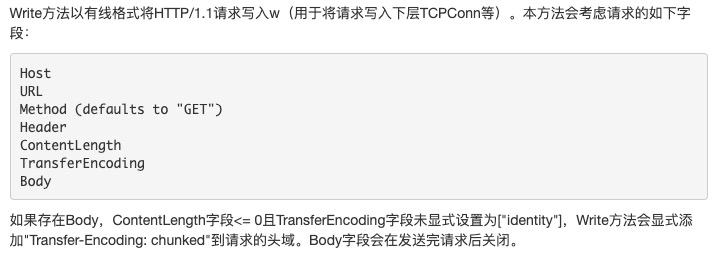 Write方法以有线格式将HTTP/1.1请求写入w（用于将请求写入下层TCPConn等）。本方法会考虑请求的如下字
段：
Host
URL
Method (defaults to "GET")
Header
ContentLength
TransferEncoding
Body
如果存在Body，ContentLength字段<= 0且TransferEncoding字段未显式设置为["identity"]，Write方法会显式添
加"Transfer-Encoding: chunked"到请求的头域。Body字段会在发送完请求后关闭。